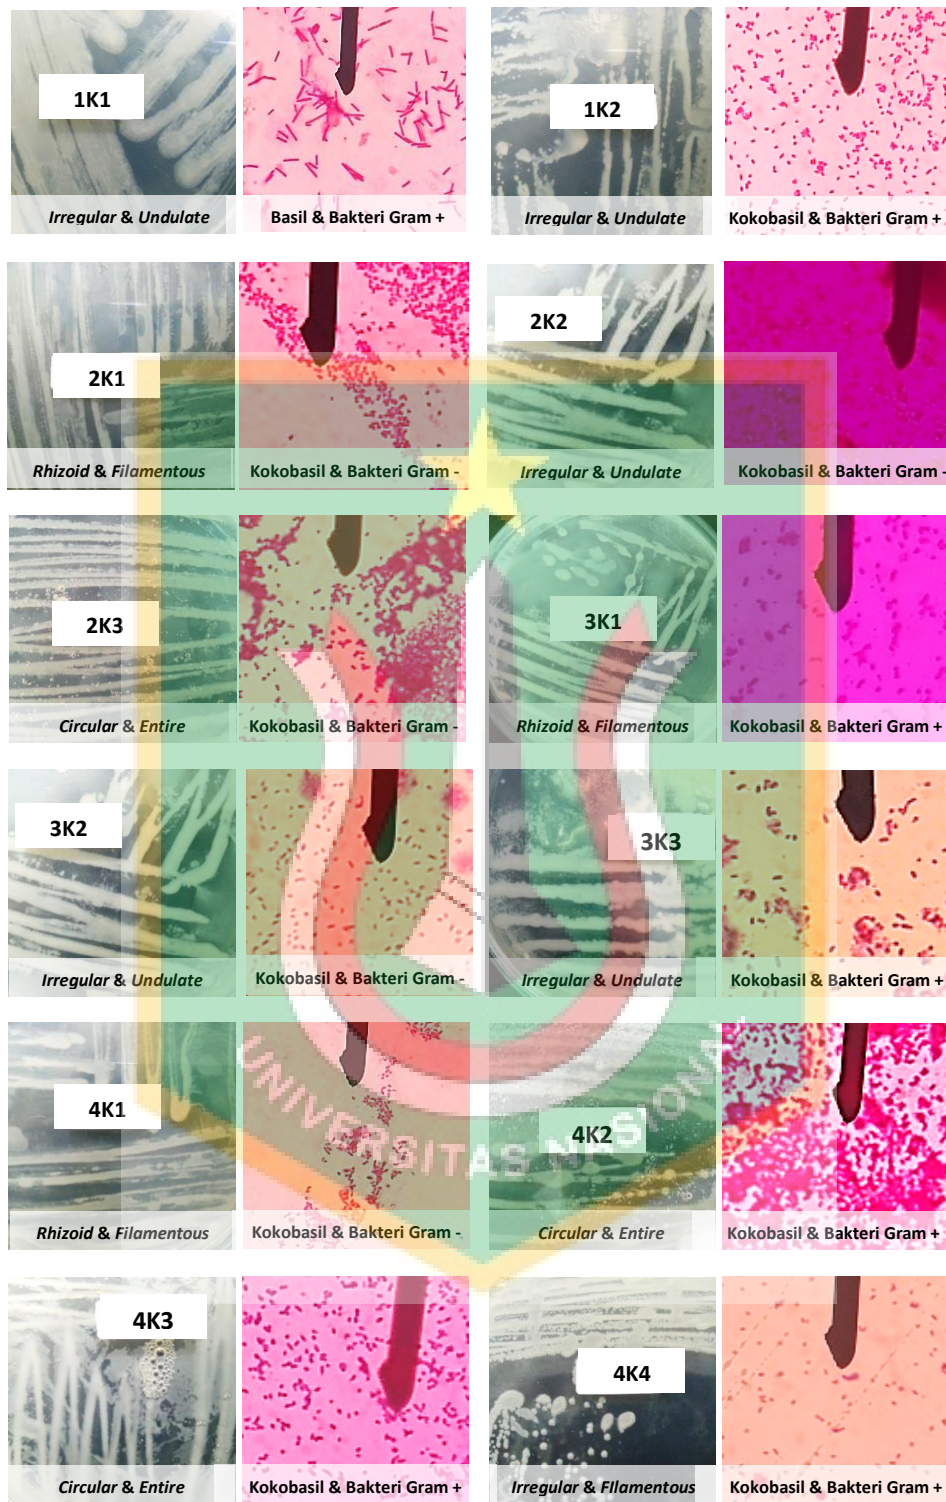 1K1
1K2
Irregular & Undulate
Basil & Bakteri Gram +
Irregular & Undulate
Kokobasil & Bakteri Gram +
2K1
2K2
Rhizoid & Filamentous
Kokobasil & Bakteri Gram -
Irregular & Undulate
Kokobasil & Bakteri Gram -
2K3
3K1
Circular & Entire
Kokobasil & Bakteri Gram -
Rhizoid & Filamentous
Kokobasil & Bakteri Gram +
3K2
3K3
Irregular & Undulate
Kokobasil & Bakteri Gram -
Irregular & Undulate
Kokobasil & Bakteri Gram +
4K1
4K2
Rhizoid & Filamentous
Kokobasil & Bakteri Gram -
Circular & Entire
Kokobasil & Bakteri Gram +
UNIVERSITAS NASIONAL
4K3
4K4
Circular & Entire
Kokobasil & Bakteri Gram +
Irregular & FIlamentous
Kokobasil & Bakteri Gram +